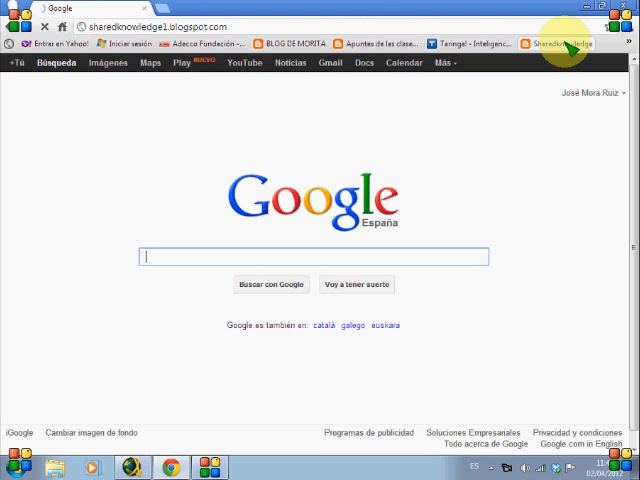 Google
sharedknowledge1.blogspot.com
Entrar en Yahoo! Iniciar sesión Adecco Fundación -... BLOG DE MORITA Apuntes de las clase... Taringa! - Inteligenc... Sharedknowledge »
+Tú Búsqueda Imágenes Maps Play NUEVO YouTube Noticias Gmail Docs Calendar Más
José Mora Ruiz
Google
España
Buscar con Google Voy a tener suerte
Google.es también en: català galego euskara
iGoogle Cambiar imagen de fondo Programas de publicidad Soluciones Empresariales Privacidad y condiciones
Todo acerca de Google Google.com in English
ES
02/04/2012